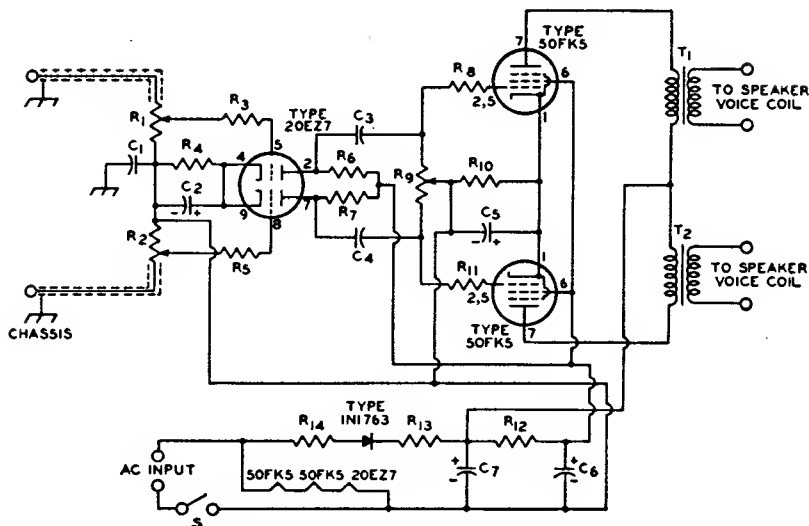 7
TYPE
50FK5
T1
TO SPEAKER
VOICE COIL
R8
6
2,5
1
TYPE
20EZ7
C3
R1
R3
5
R4
4
2
R6
C1
C2
- +
9
7
8
R7
R9
R10
C5
- +
R2
R5
C4
R11
1
6
2,5
T2
TO SPEAKER
VOICE COIL
TYPE
50FK5
7
CHASSIS
TYPE
1N1763
R14
R13
R12
AC INPUT
50FK5 50FK5 20EZ7
+
-
C7
+
-
C6
S